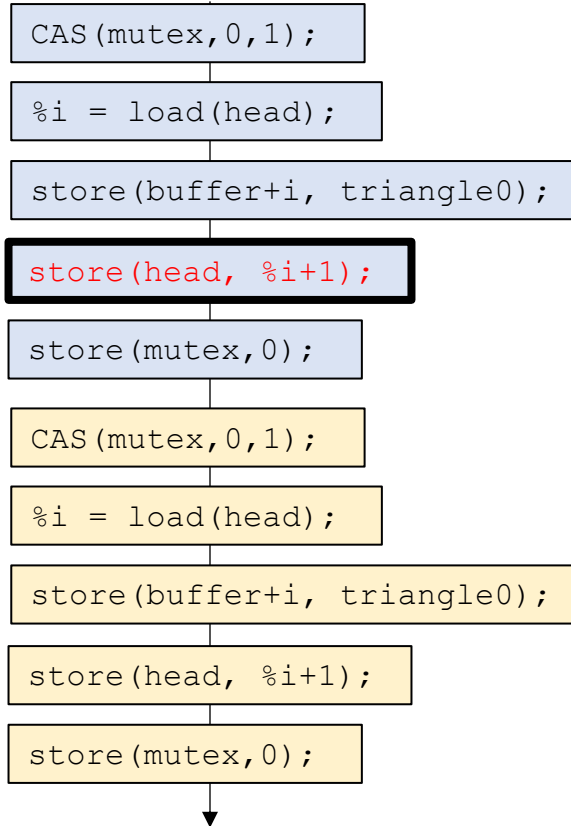 CAS(mutex,0,1);
%i = load(head);
store(buffer+i, triangle0);
store(head, %i+1);
store(mutex,0);
CAS(mutex,0,1);
%i = load(head);
store(buffer+i, triangle0);
store(head, %i+1);
store(mutex,0);